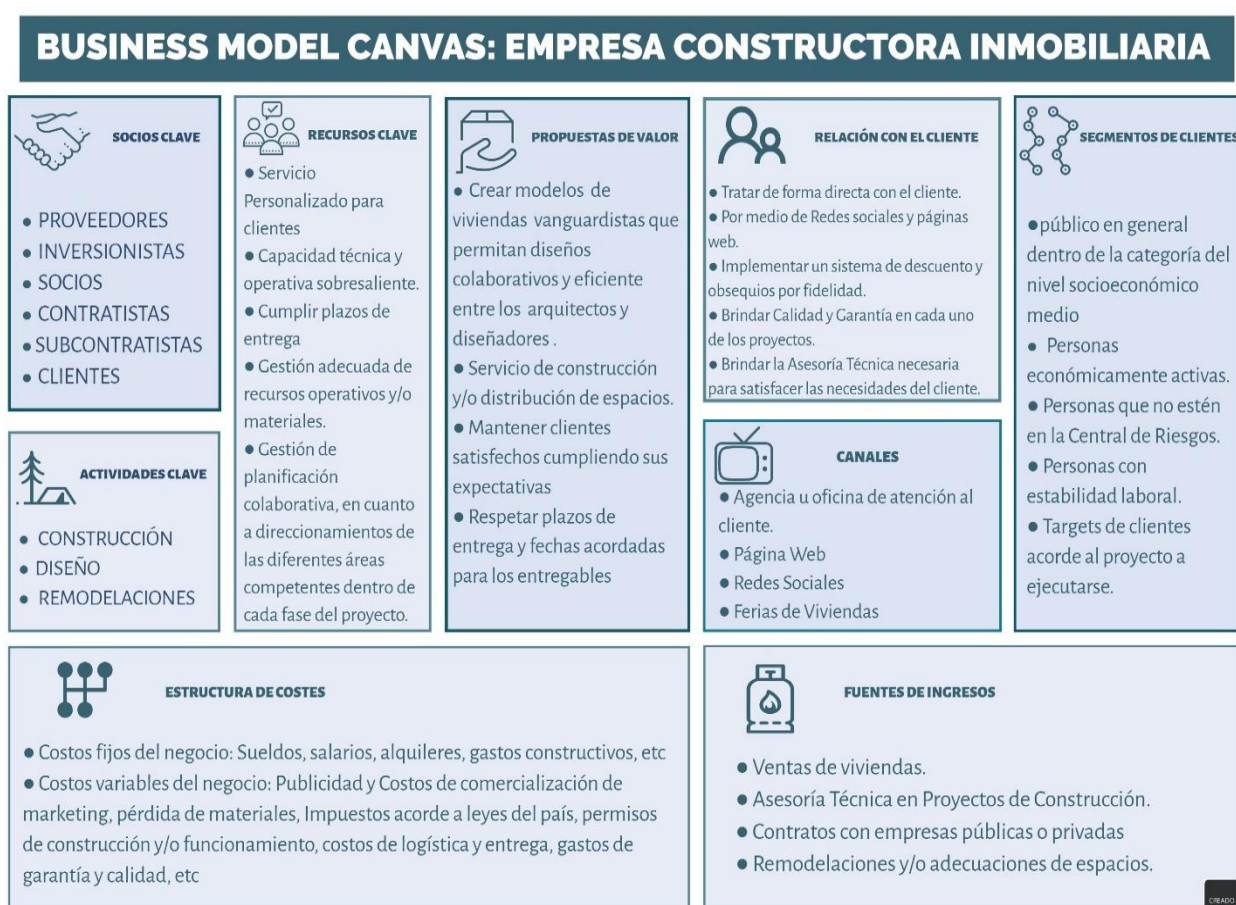 BUSINESS MODEL CANVAS: EMPRESA CONSTRUCTORA INMOBILIARIA
SOCIOS CLAVE
● PROVEEDORES
● INVERSIONISTAS
● SOCIOS
● CONTRATISTAS
● SUBCONTRATISTAS
● CLIENTES
ACTIVIDADES CLAVE
● CONSTRUCCIÓN
● DISEÑO
● REMODELACIONES
RECURSOS CLAVE
● Servicio
Personalizado para
clientes
● Capacidad técnica y
operativa sobresaliente.
● Cumplir plazos de
entrega
● Gestión adecuada de
recursos operativos y/o
materiales.
● Gestión de
planificación
colaborativa, en cuanto
a direccionamientos de
las diferentes áreas
competentes dentro de
cada fase del proyecto.
PROPUESTAS DE VALOR
● Crear modelos de
viviendas vanguardistas que
permitan diseños
colaborativos y eficiente
entre los arquitectos y
diseñadores .
● Servicio de construcción
y/o distribución de espacios.
● Mantener clientes
satisfechos cumpliendo sus
expectativas
● Respetar plazos de
entrega y fechas acordadas
para los entregables
RELACIÓN CON EL CLIENTE
● Tratar de forma directa con el cliente.
● Por medio de Redes sociales y páginas
web.
● Implementar un sistema de descuento y
obsequios por fidelidad.
● Brindar Calidad y Garantía en cada uno
de los proyectos.
● Brindar la Asesoría Técnica necesaria
para satisfacer las necesidades del cliente.
CANALES
● Agencia u oficina de atención al
cliente.
● Página Web
● Redes Sociales
● Ferias de Viviendas
SEGMENTOS DE CLIENTES
●público en general
dentro de la categoría del
nivel socioeconómico
medio
● Personas
económicamente activas.
● Personas que no estén
en la Central de Riesgos.
● Personas con
estabilidad laboral.
● Targets de clientes
acorde al proyecto a
ejecutarse.
ESTRUCTURA DE COSTES
● Costos fijos del negocio: Sueldos, salarios, alquileres, gastos constructivos, etc
● Costos variables del negocio: Publicidad y Costos de comercialización de
marketing, pérdida de materiales, Impuestos acorde a leyes del país, permisos
de construcción y/o funcionamiento, costos de logística y entrega, gastos de
garantía y calidad, etc
FUENTES DE INGRESOS
● Ventas de viviendas.
● Asesoría Técnica en Proyectos de Construcción.
● Contratos con empresas públicas o privadas
● Remodelaciones y/o adecuaciones de espacios.
CREADO